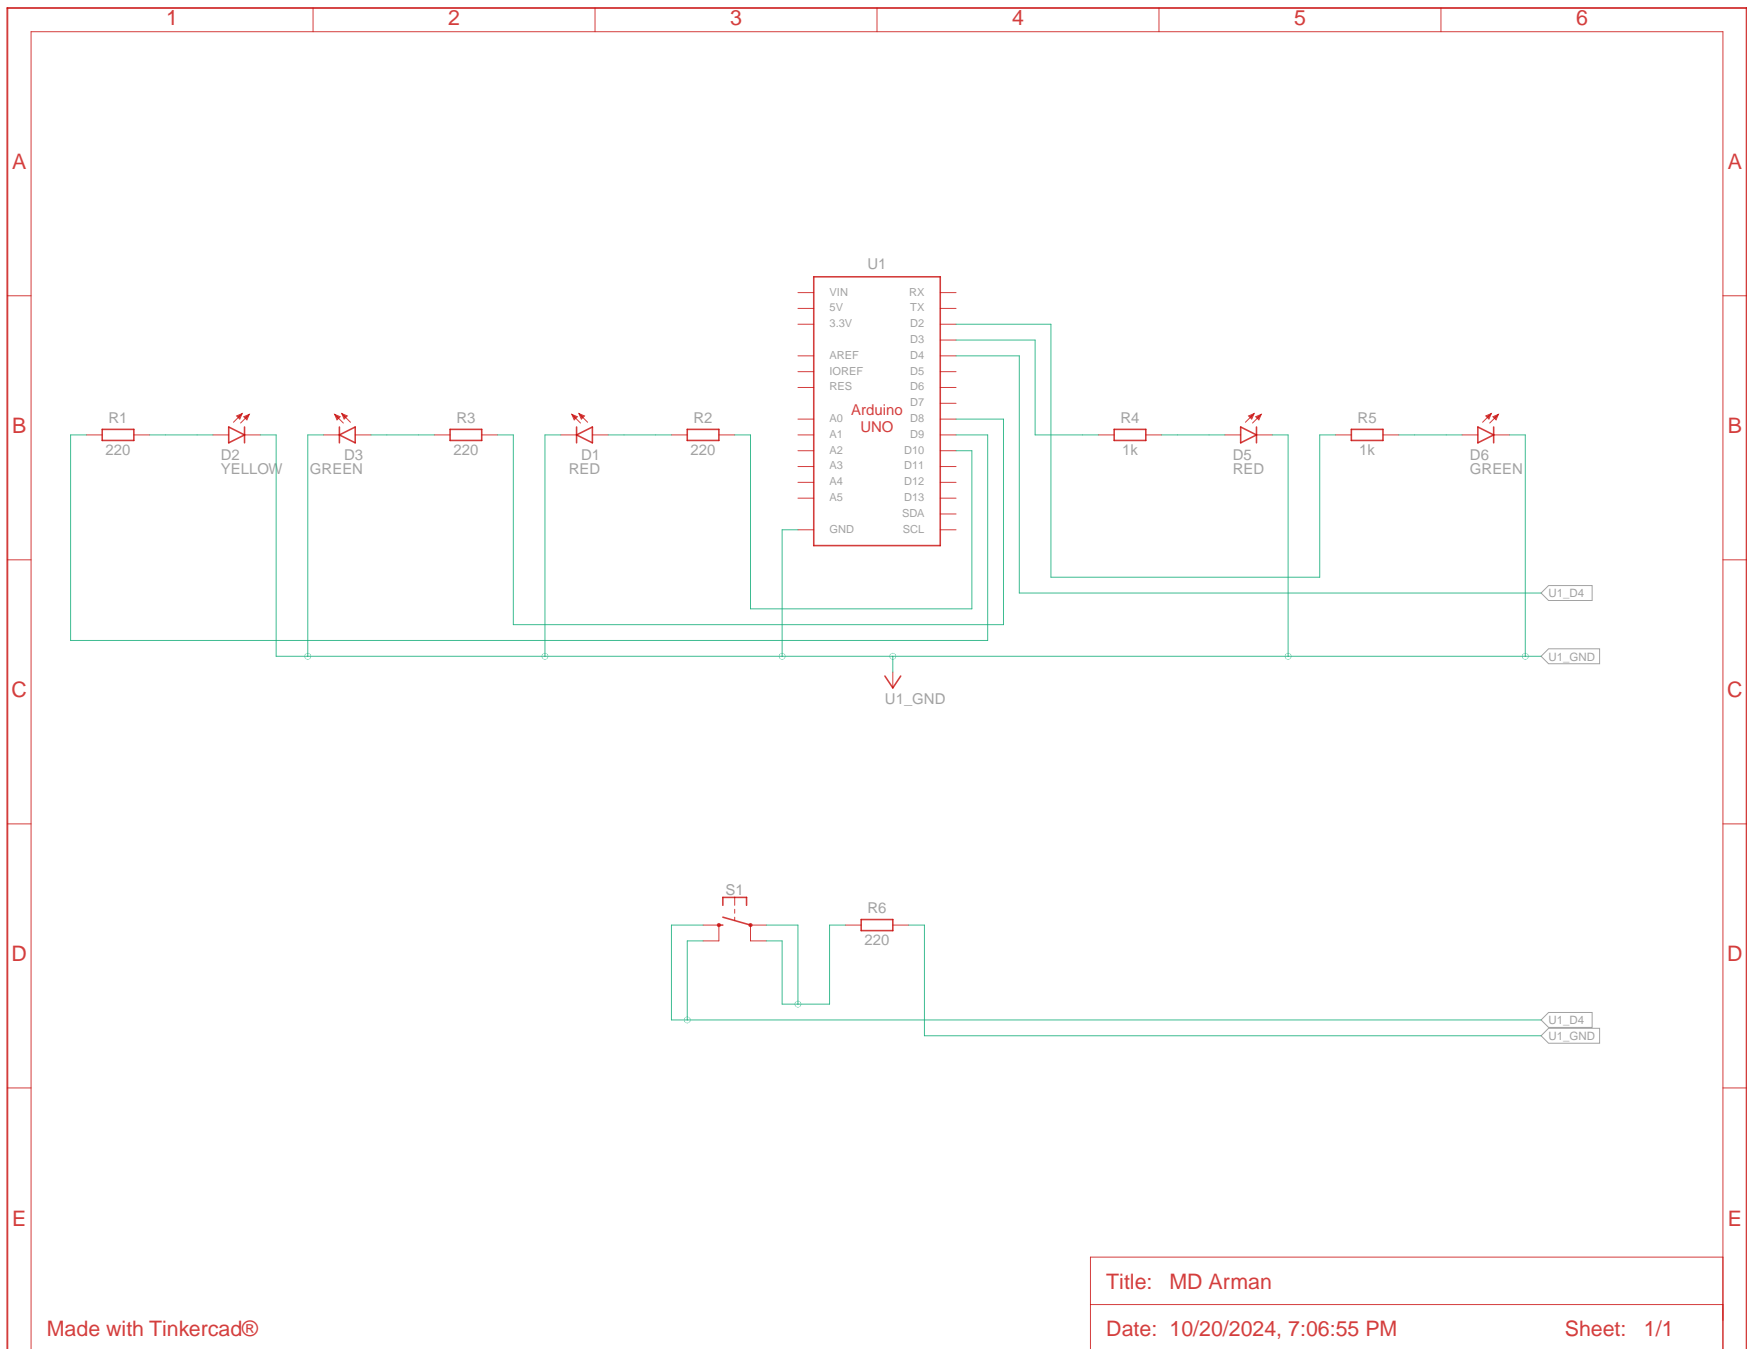 1 2 3 4 5 6
A A
U1
VIN RX
5V TX
3.3V D2
D3
AREF D4
IOREF D5
RES D6
D7
A0 Arduino D8
A1 UNO D9
A2 D10
A3 D11
A4 D12
A5 D13
SDA
GND SCL
B B
R1
220
D2
YELLOW
D3
GREEN
R3
220
D1
RED
R2
220
R4
1k
D5
RED
R5
1k
D6
GREEN
U1_D4
U1_GND
U1_GND
C C
S1
R6
220
D D
U1_D4
U1_GND
E E
Title: MD Arman
Made with Tinkercad®
Date: 10/20/2024, 7:06:55 PM Sheet: 1/1